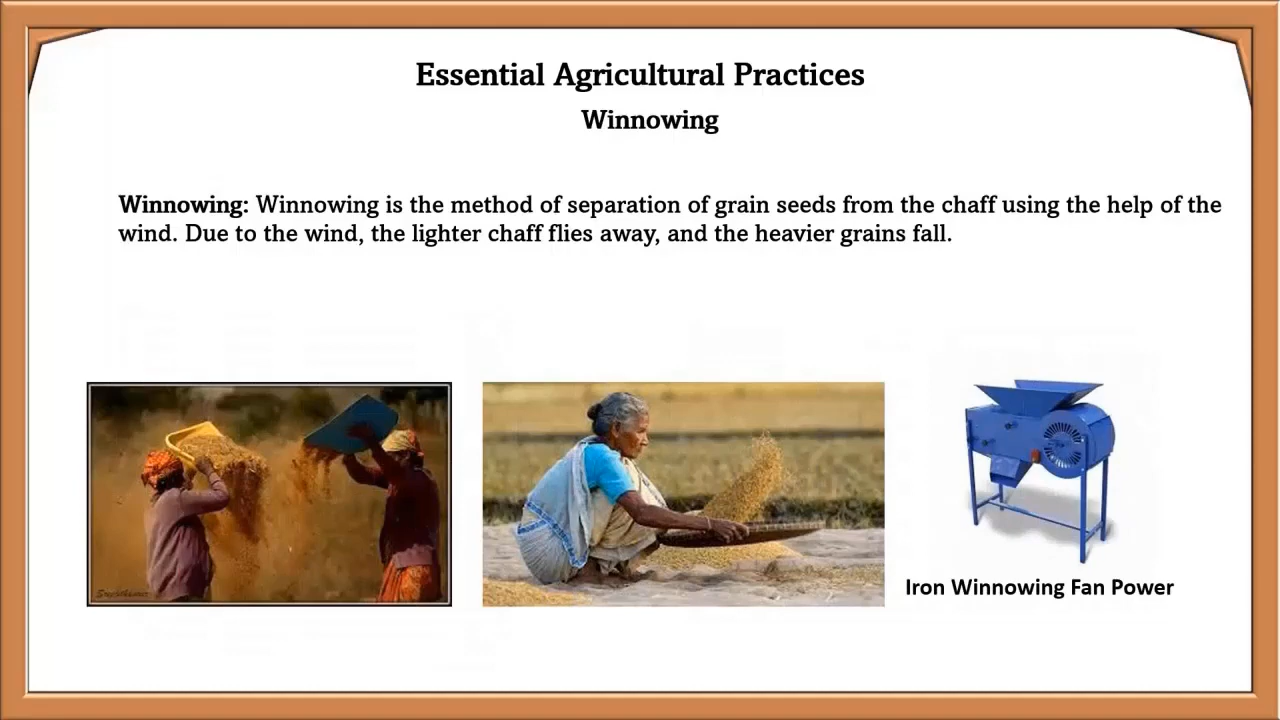 Essential Agricultural Practices
Winnowing
Winnowing: Winnowing is the method of separation of grain seeds from the chaff using the help of the
wind. Due to the wind, the lighter chaff flies away, and the heavier grains fall.
Iron Winnowing Fan Power